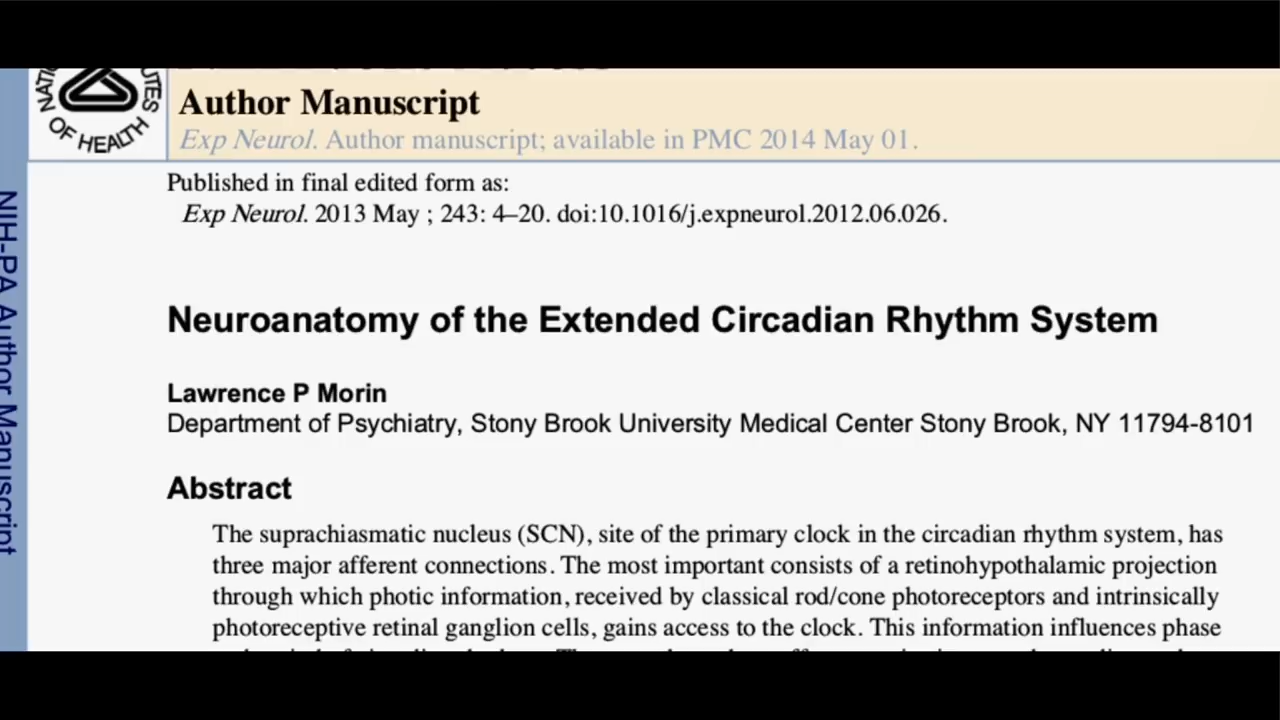 Author Manuscript
Exp Neurol. Author manuscript; available in PMC 2014 May 01.
Published in final edited form as:
Exp Neurol. 2013 May ; 243: 4–20. doi:10.1016/j.expneurol.2012.06.026.
Neuroanatomy of the Extended Circadian Rhythm System
Lawrence P Morin
Department of Psychiatry, Stony Brook University Medical Center Stony Brook, NY 11794-8101
Abstract
The suprachiasmatic nucleus (SCN), site of the primary clock in the circadian rhythm system, has
three major afferent connections. The most important consists of a retinohypothalamic projection
through which photic information, received by classical rod/cone photoreceptors and intrinsically
photoreceptive retinal ganglion cells, gains access to the clock. This information influences phase
OF HEALTH
NIH-PA Author Manuscript